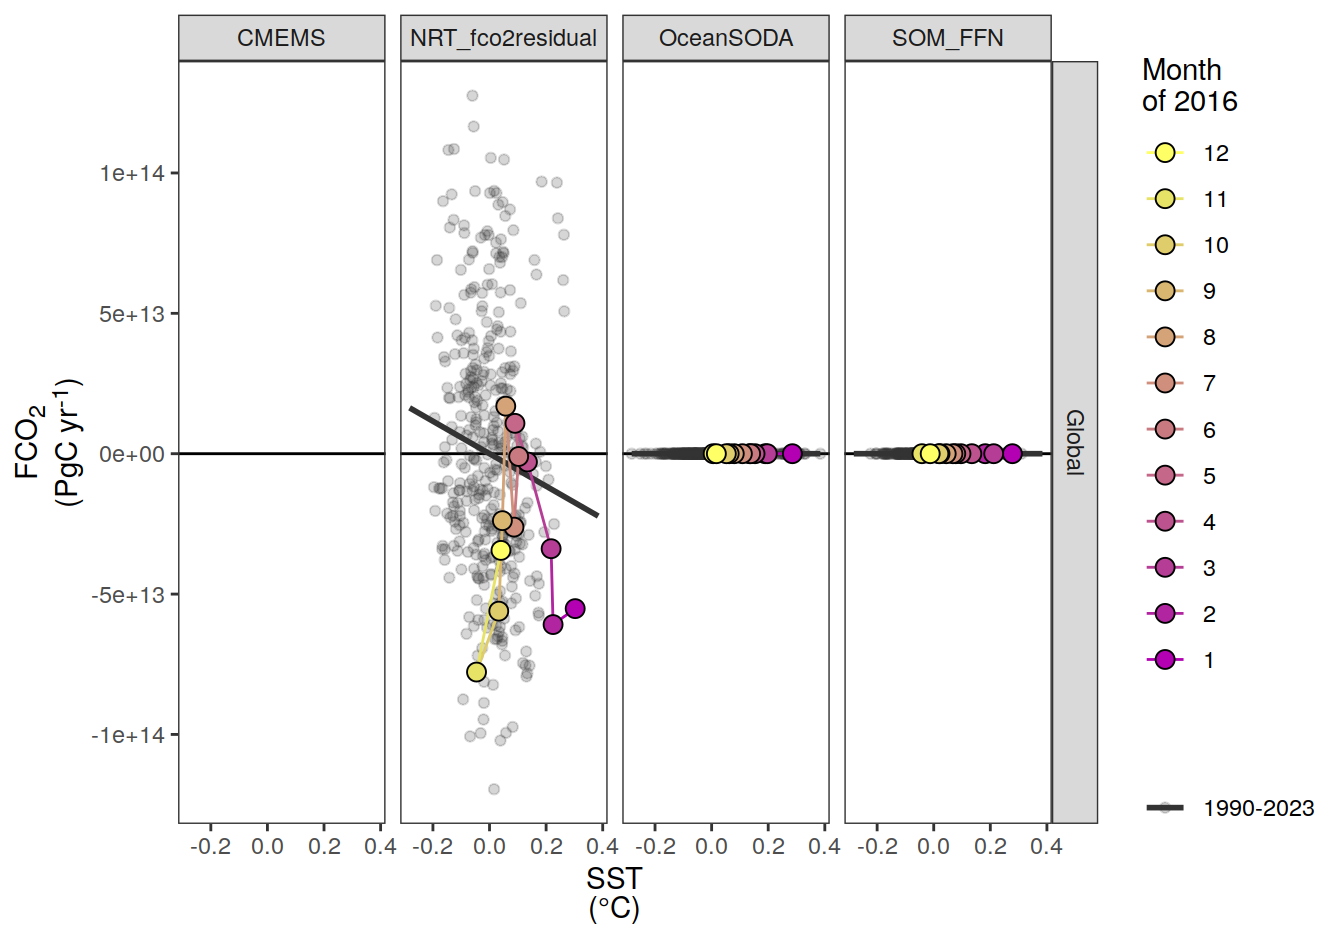 CMEMS NRT_fco2residual OceanSODA SOM_FFN
Month
of 2016
12
11
10
9
8
7
6
5
4
3
2
1
1990-2023
Global
1e+14
5e+13
0e+00
-5e+13
-1e+14
FCO₂
(PgC yr⁻¹)
-0.2 0.0 0.2 0.4 -0.2 0.0 0.2 0.4 -0.2 0.0 0.2 0.4 -0.2 0.0 0.2 0.4
SST
(°C)